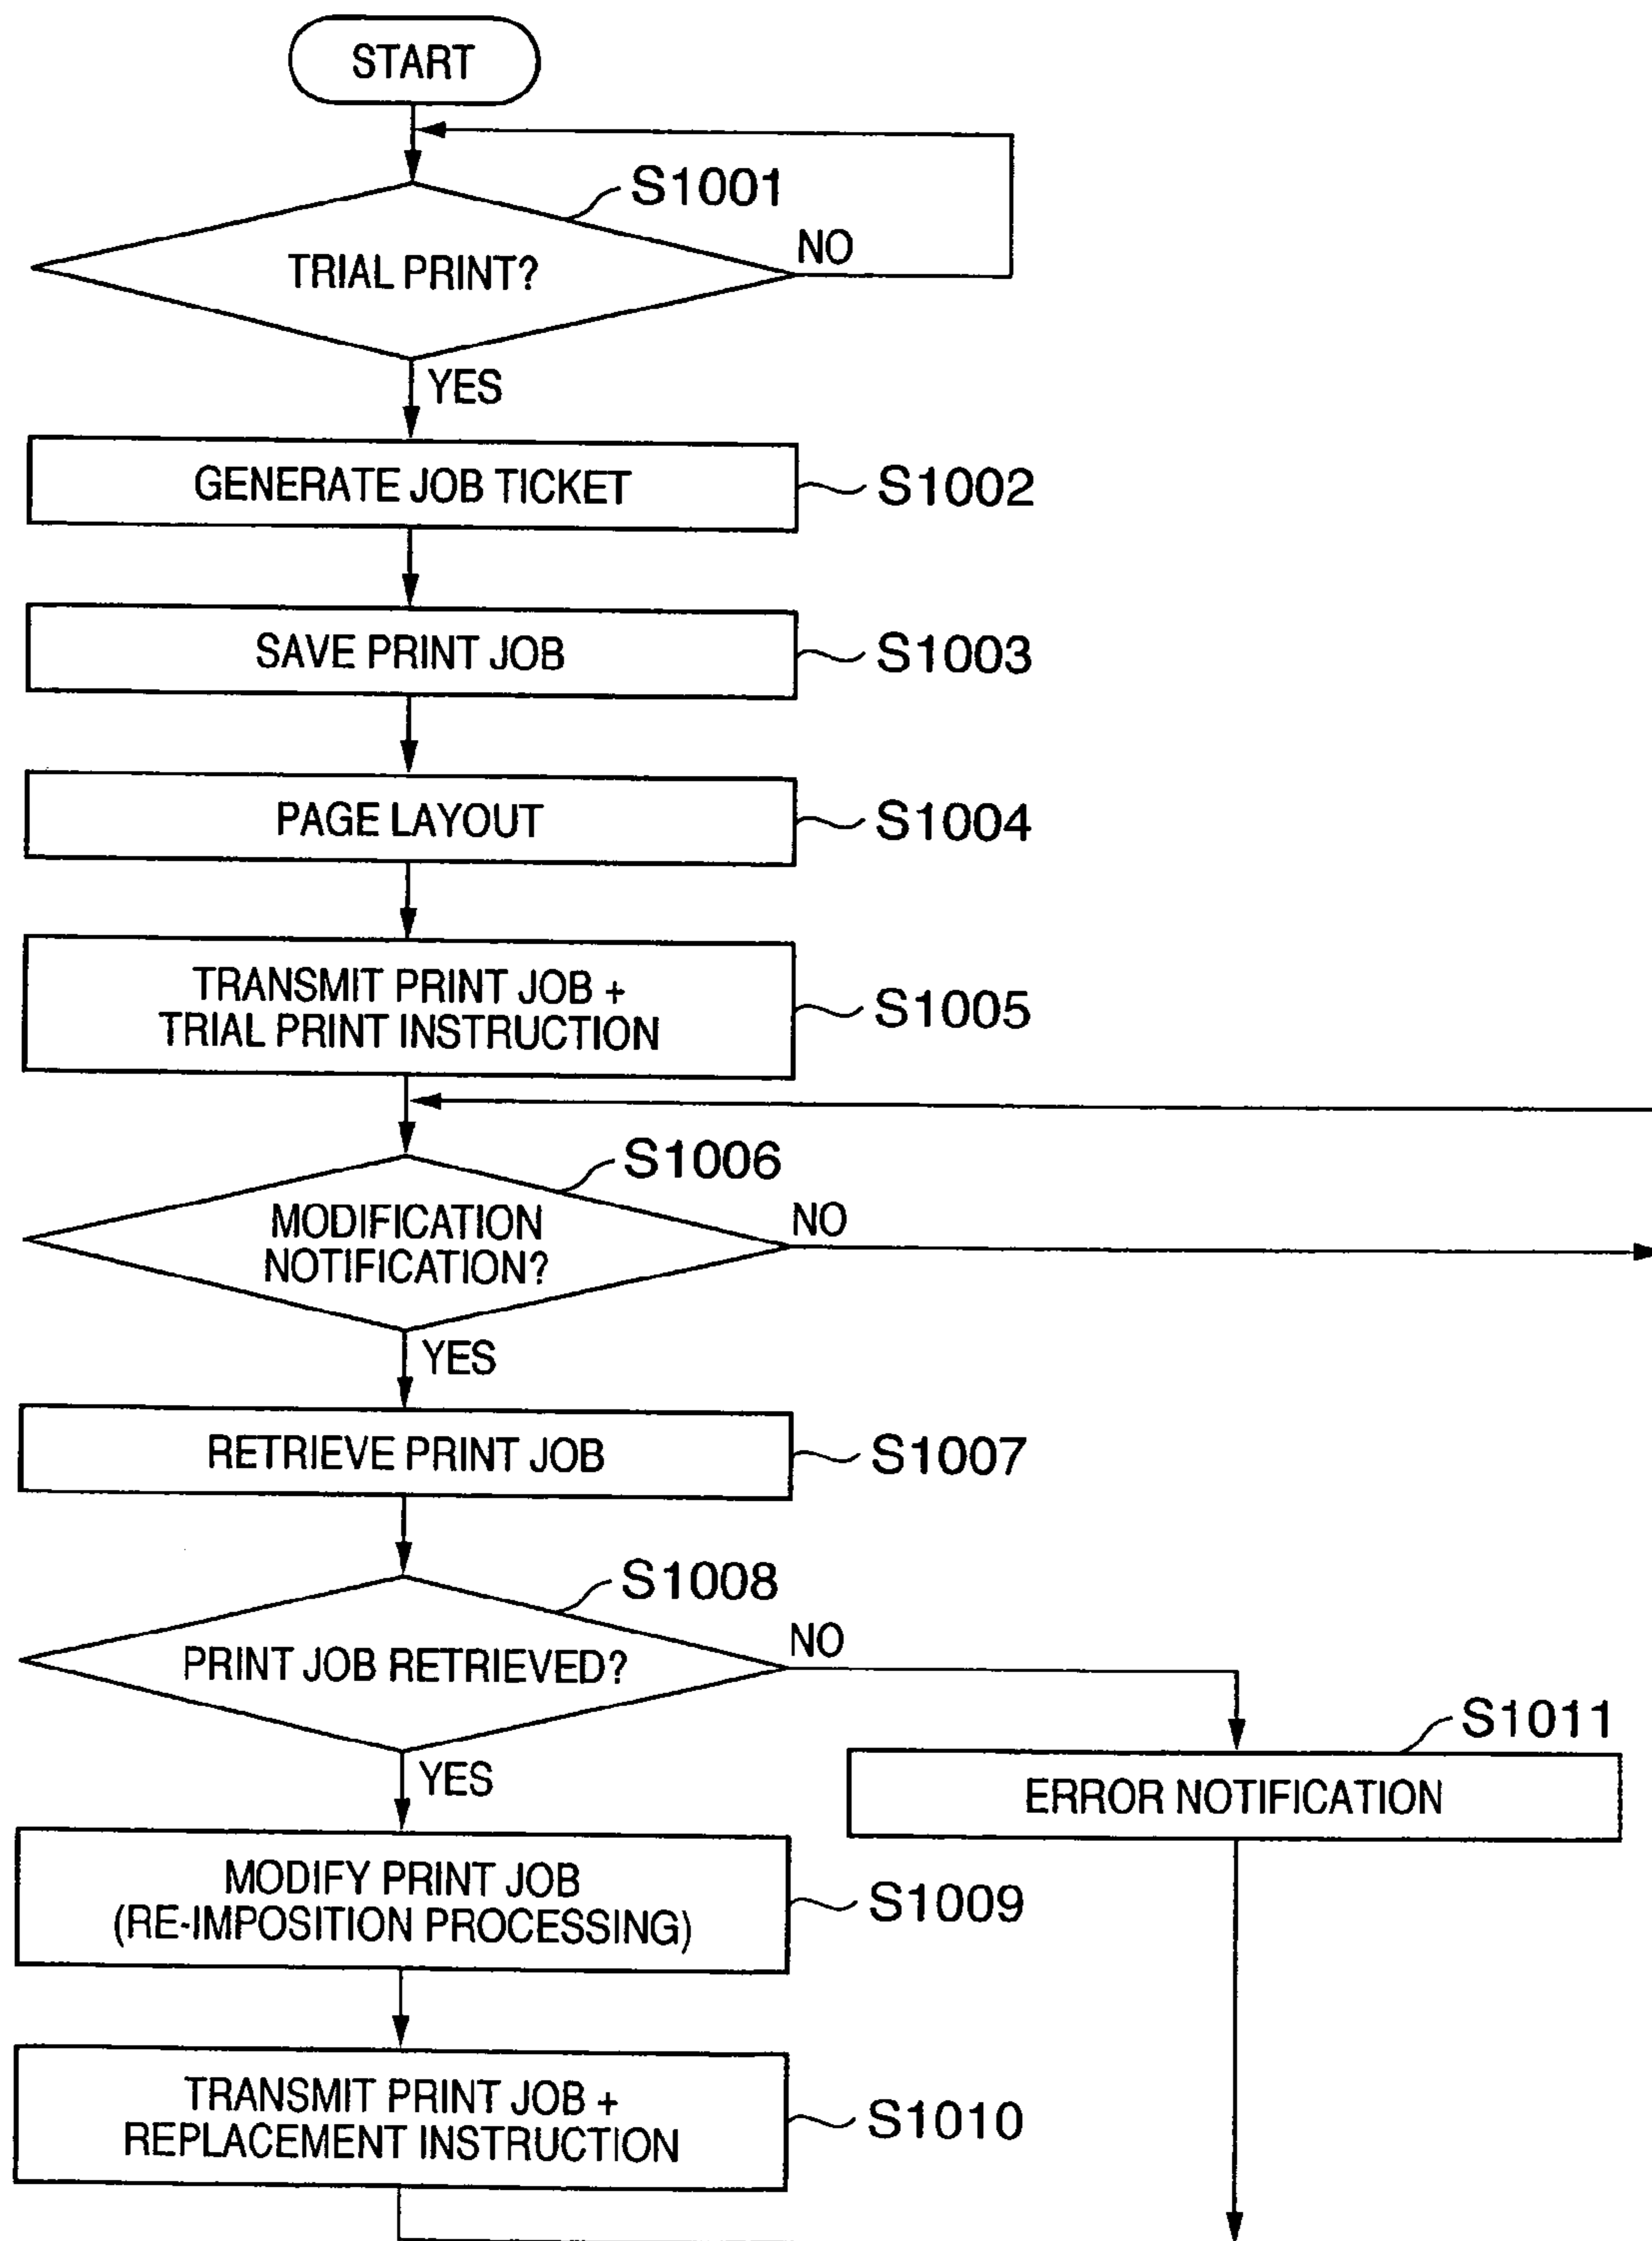 START
S1001
TRIAL PRINT?
NO
YES
GENERATE JOB TICKET
S1002
SAVE PRINT JOB
S1003
PAGE LAYOUT
S1004
TRANSMIT PRINT JOB +
TRIAL PRINT INSTRUCTION
S1005
S1006
MODIFICATION
NOTIFICATION?
NO
YES
RETRIEVE PRINT JOB
S1007
S1008
PRINT JOB RETRIEVED?
NO
S1011
ERROR NOTIFICATION
YES
MODIFY PRINT JOB
(RE-IMPOSITION PROCESSING)
S1009
TRANSMIT PRINT JOB +
REPLACEMENT INSTRUCTION
S1010